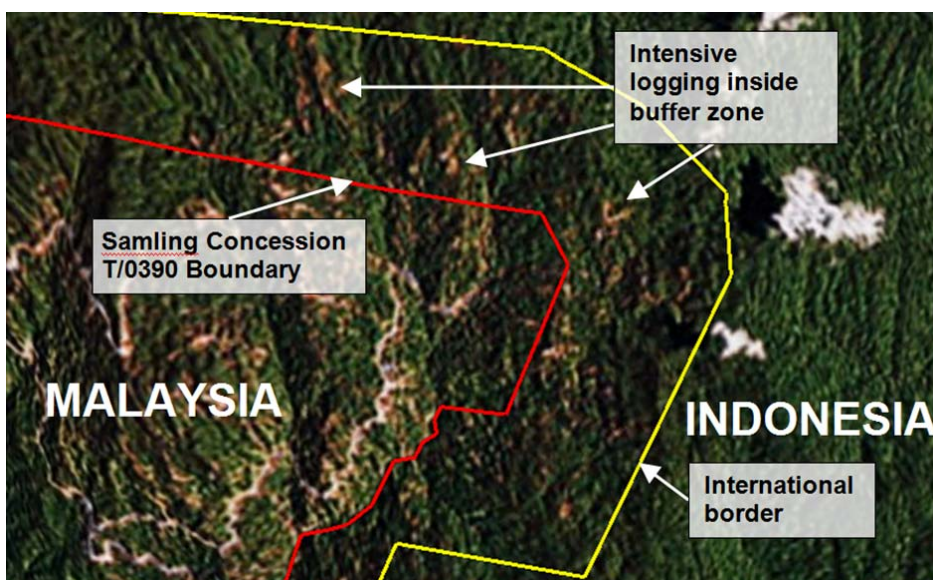 Intensive
logging inside
buffer zone
Samling Concession
T/0390 Boundary
MALAYSIA
INDONESIA
International
border